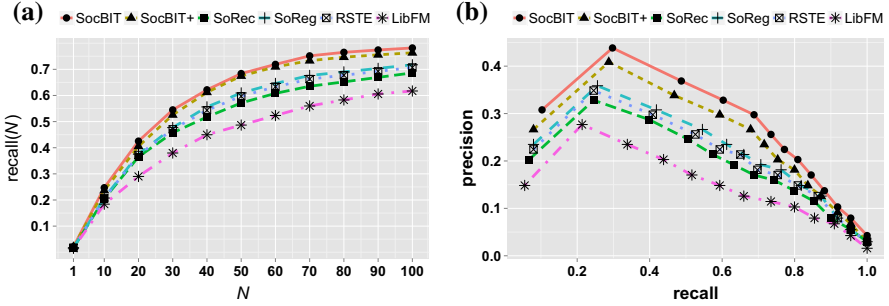 (a)
SocBIT SocBIT+ SoRec SoReg RSTE LibFM
recall(N)
0.7
0.6
0.5
0.4
0.3
0.2
0.1
1 10 20 30 40 50 60 70 80 90 100
N
(b)
SocBIT SocBIT+ SoRec SoReg RSTE LibFM
precision
0.4
0.3
0.2
0.1
0.0
0.2 0.4 0.6 0.8 1.0
recall